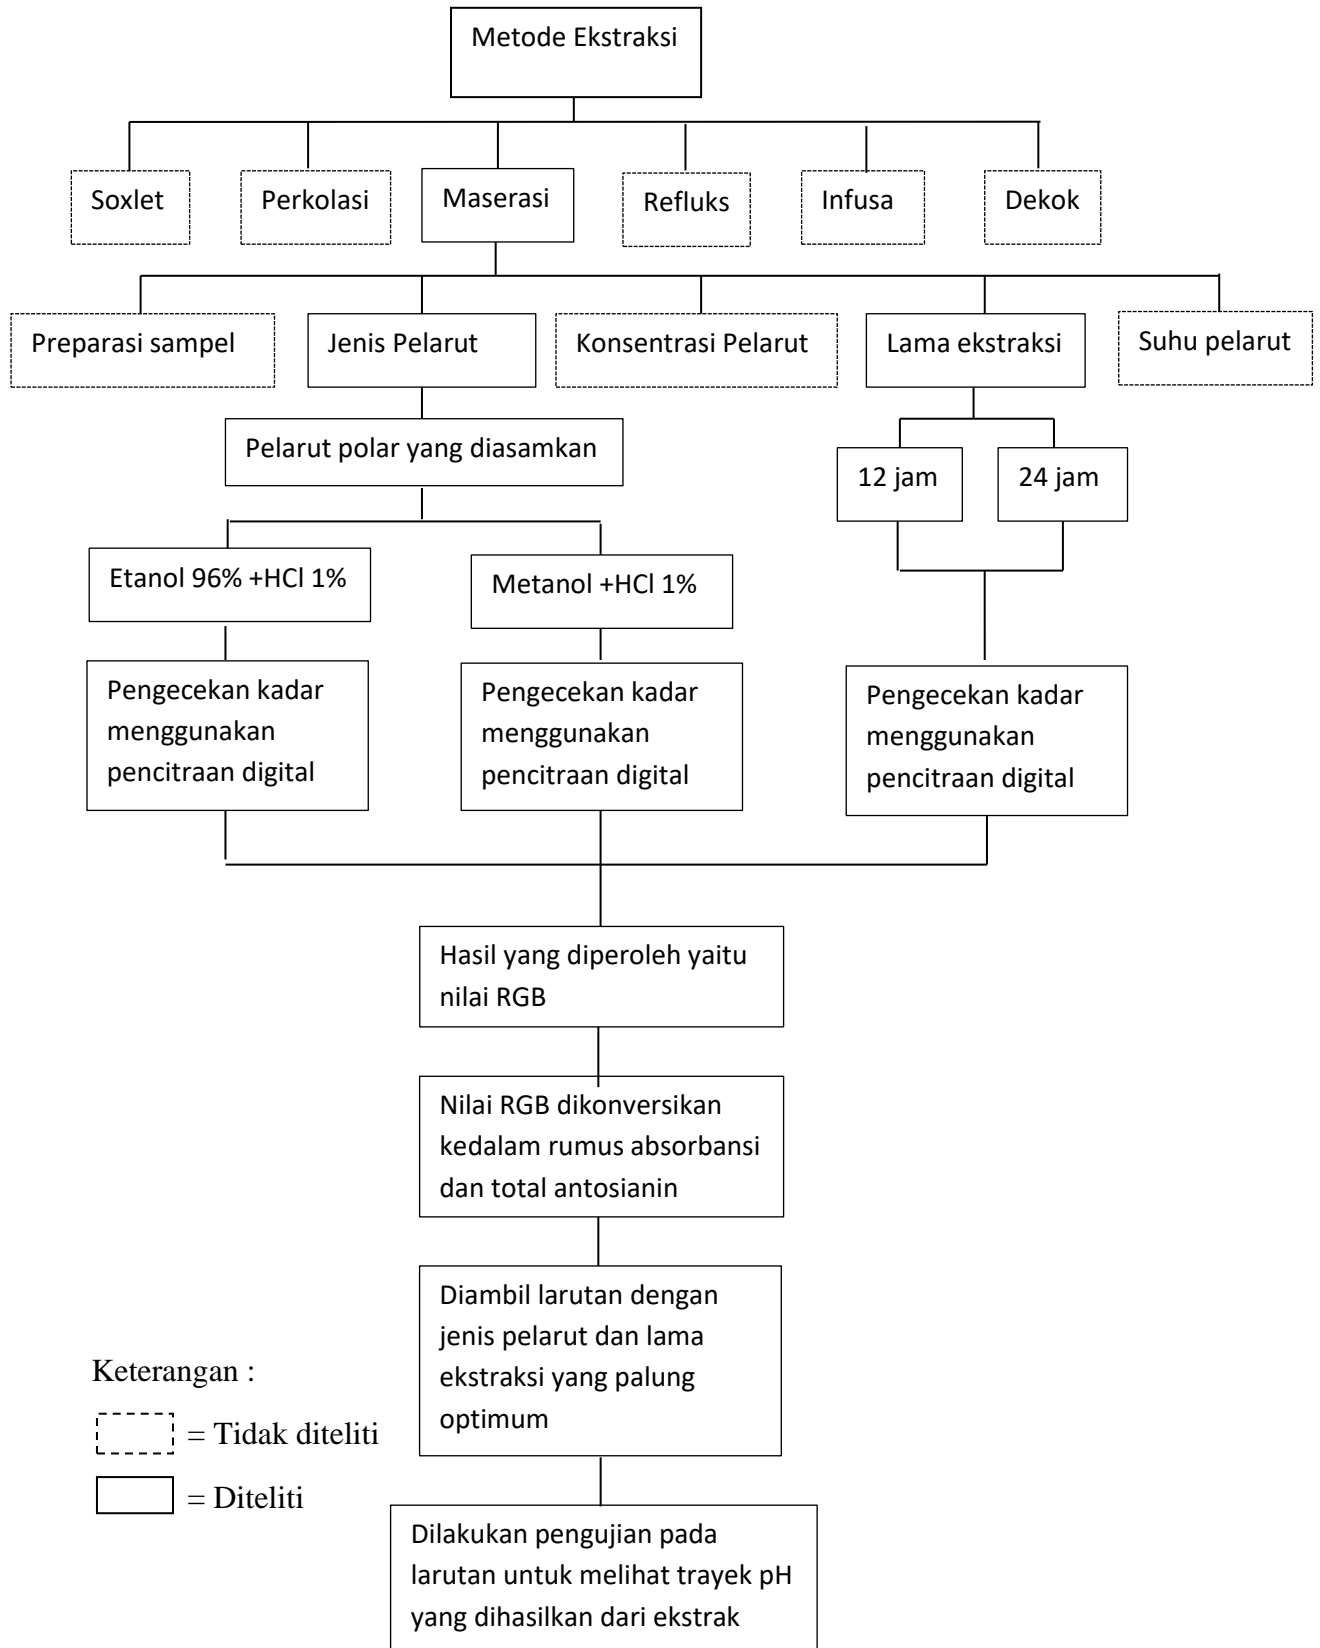 Metode Ekstraksi
Soxlet
Perkolasi
Maserasi
Refluks
Infusa
Dekok
Preparasi sampel
Jenis Pelarut
Konsentrasi Pelarut
Lama ekstraksi
Suhu pelarut
Pelarut polar yang diasamkan
12 jam
24 jam
Etanol 96% +HCl 1%
Metanol +HCl 1%
Pengecekan kadar
menggunakan
pencitraan digital
Pengecekan kadar
menggunakan
pencitraan digital
Pengecekan kadar
menggunakan
pencitraan digital
Hasil yang diperoleh yaitu
nilai RGB
Nilai RGB dikonversikan
kedalam rumus absorbansi
dan total antosianin
Diambil larutan dengan
jenis pelarut dan lama
ekstraksi yang palung
optimum
Dilakukan pengujian pada
larutan untuk melihat trayek pH
yang dihasilkan dari ekstrak
Keterangan :
= Tidak diteliti
= Diteliti